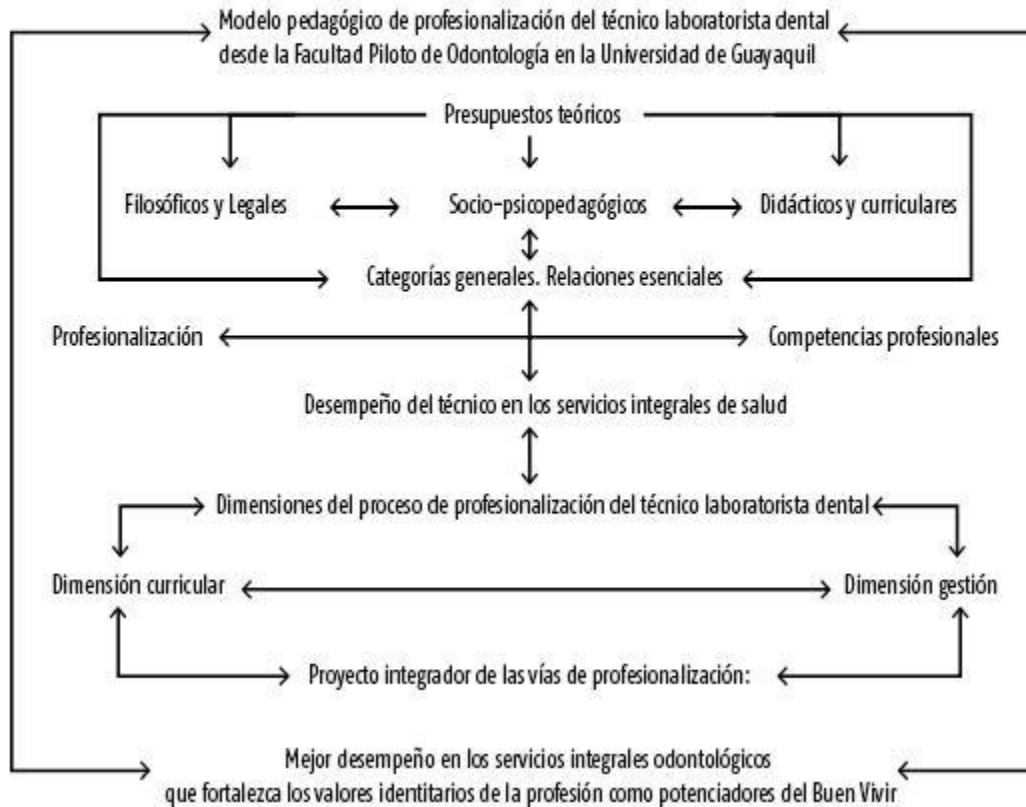 Modelo pedagógico de profesionalización del técnico laboratorista dental
desde la Facultad Piloto de Odontología en la Universidad de Guayaquil
Presupuestos teóricos
Filosóficos y Legales
Socio-psicopedagógicos
Didácticos y curriculares
Categorías generales. Relaciones esenciales
Profesionalización
Competencias profesionales
Desempeño del técnico en los servicios integrales de salud
Dimensiones del proceso de profesionalización del técnico laboratorista dental
Dimensión curricular
Dimensión gestión
Proyecto integrador de las vías de profesionalización:
Mejor desempeño en los servicios integrales odontológicos
que fortalezca los valores identitarios de la profesión como potenciadores del Buen Vivir